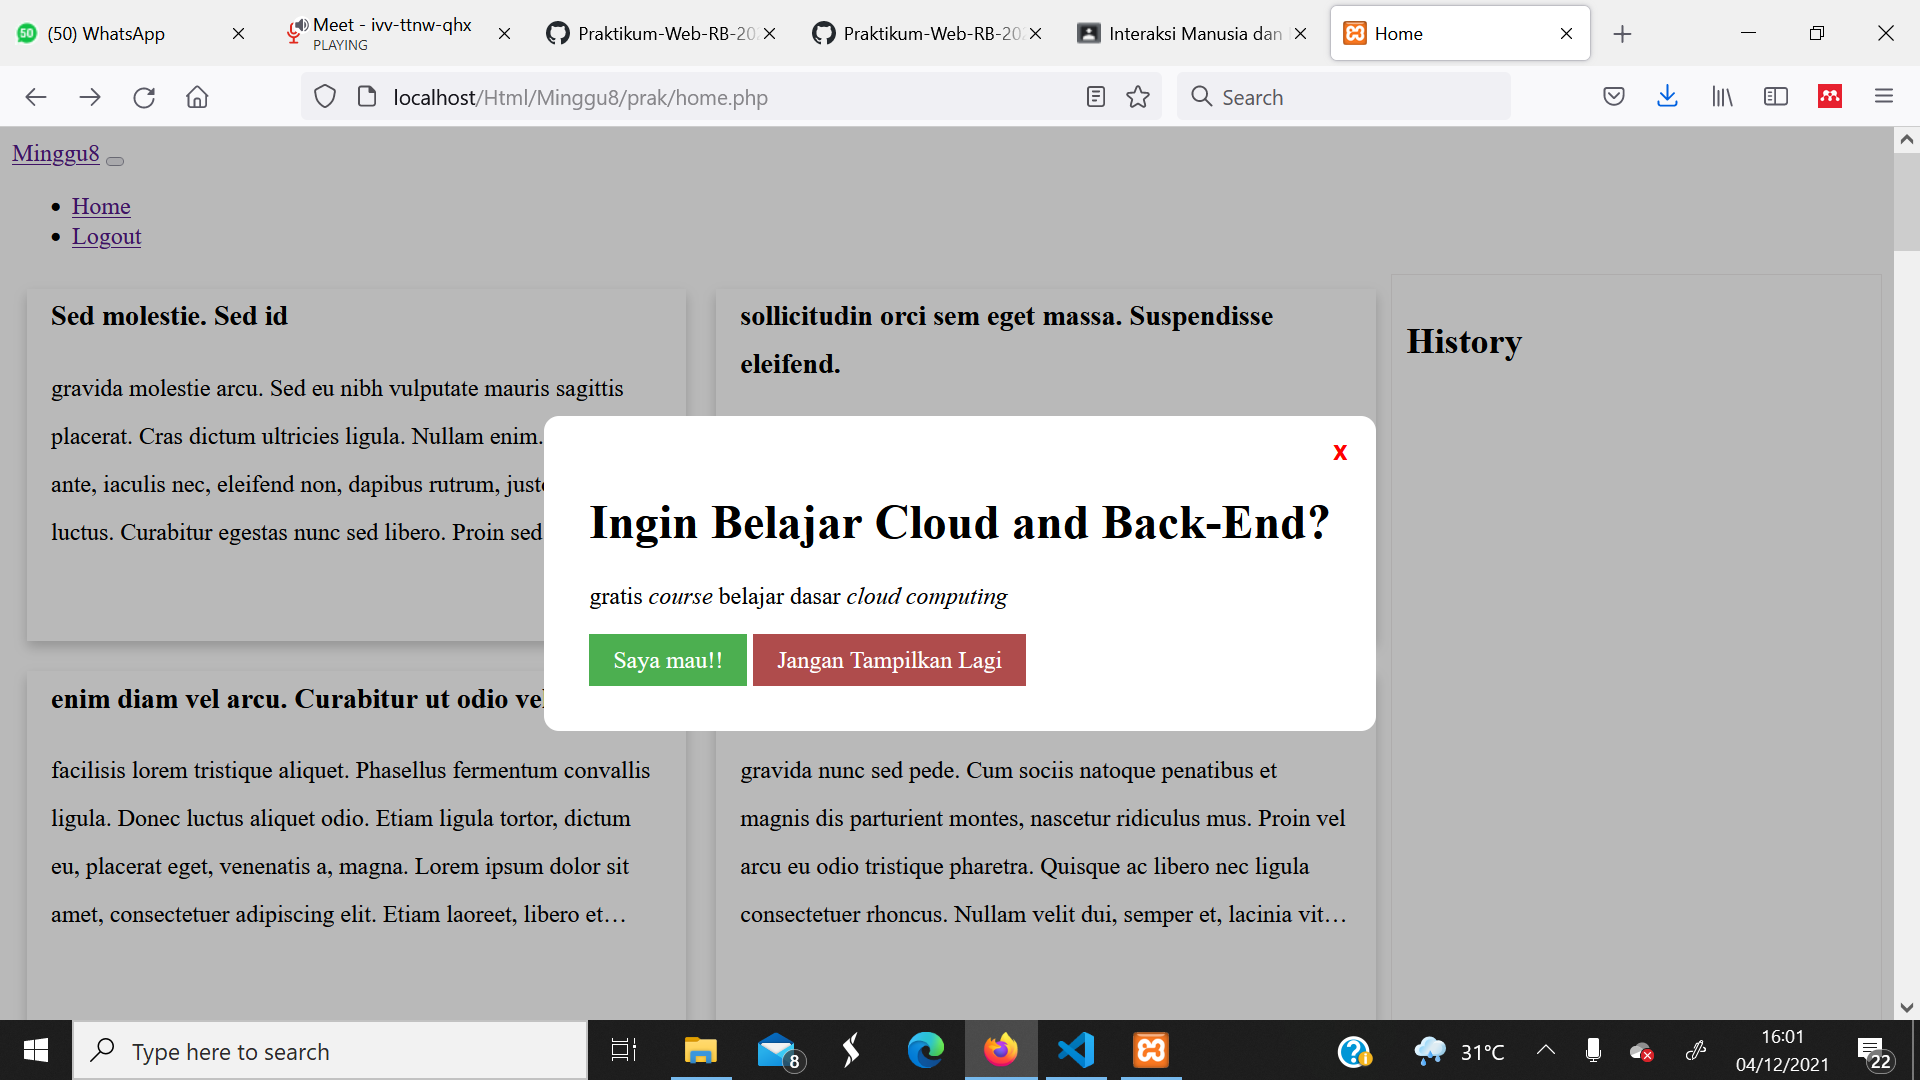 (50) WhatsApp
Meet - ivv-ttnw-qhx
PLAYING
Praktikum-Web-RB-202
Praktikum-Web-RB-202
Interaksi Manusia dan
Home
localhost/Html/Minggu8/prak/home.php
Search
Minggu8
Home
Logout
Sed molestie. Sed id
gravida molestie arcu. Sed eu nibh vulputate mauris sagittis
placerat. Cras dictum ultricies ligula. Nullam enim.
ante, iaculis nec, eleifend non, dapibus rutrum, justo
luctus. Curabitur egestas nunc sed libero. Proin sed
sollicitudin orci sem eget massa. Suspendisse
eleifend.
History
x
Ingin Belajar Cloud and Back-End?
gratis course belajar dasar cloud computing
Saya mau!!
Jangan Tampilkan Lagi
enim diam vel arcu. Curabitur ut odio vel
facilisis lorem tristique aliquet. Phasellus fermentum convallis
ligula. Donec luctus aliquet odio. Etiam ligula tortor, dictum
eu, placerat eget, venenatis a, magna. Lorem ipsum dolor sit
amet, consectetuer adipiscing elit. Etiam laoreet, libero et…
gravida nunc sed pede. Cum sociis natoque penatibus et
magnis dis parturient montes, nascetur ridiculus mus. Proin vel
arcu eu odio tristique pharetra. Quisque ac libero nec ligula
consectetuer rhoncus. Nullam velit dui, semper et, lacinia vit…
Type here to search
8
31°C
16:01
04/12/2021
22